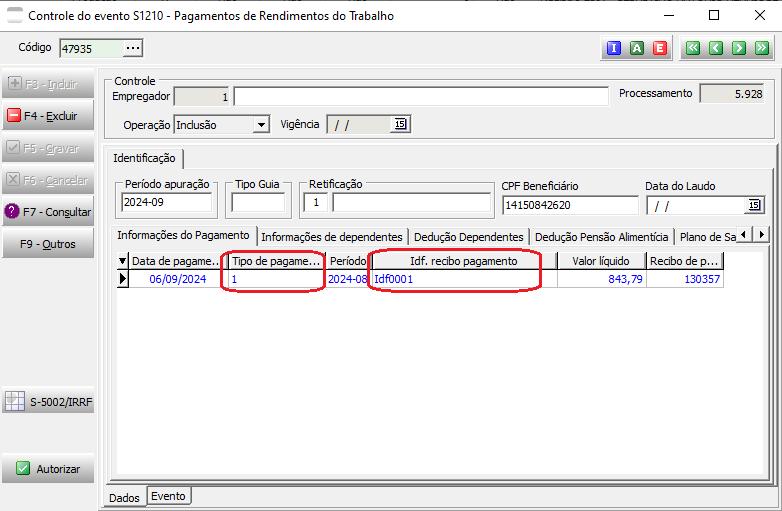 Controle do evento S1210 - Pagamentos de Rendimentos do Trabalho
Código 47935 ... I A E
F3 - Incluir
F4 - Excluir
F5 - Gravar
F6 - Cancelar
F7 - Consultar
F9 - Outros
S-5002/IRRF
Autorizar
Controle
Empregador 1 Processamento 5.928
Operação Inclusão Vigência / / 15
Identificação
Período apuração Tipo Guia Retificação CPF Beneficiário Data do Laudo
2024-09 1 14150842620 / / 15
Informações do Pagamento Informações de dependentes Dedução Dependentes Dedução Pensão Alimentícia Plano de Sa
Data de pagame... Tipo de pagame... Período Idf. recibo pagamento Valor líquido Recibo de p...
06/09/2024 1 2024-08 Idf0001 843,79 130357
Dados Evento